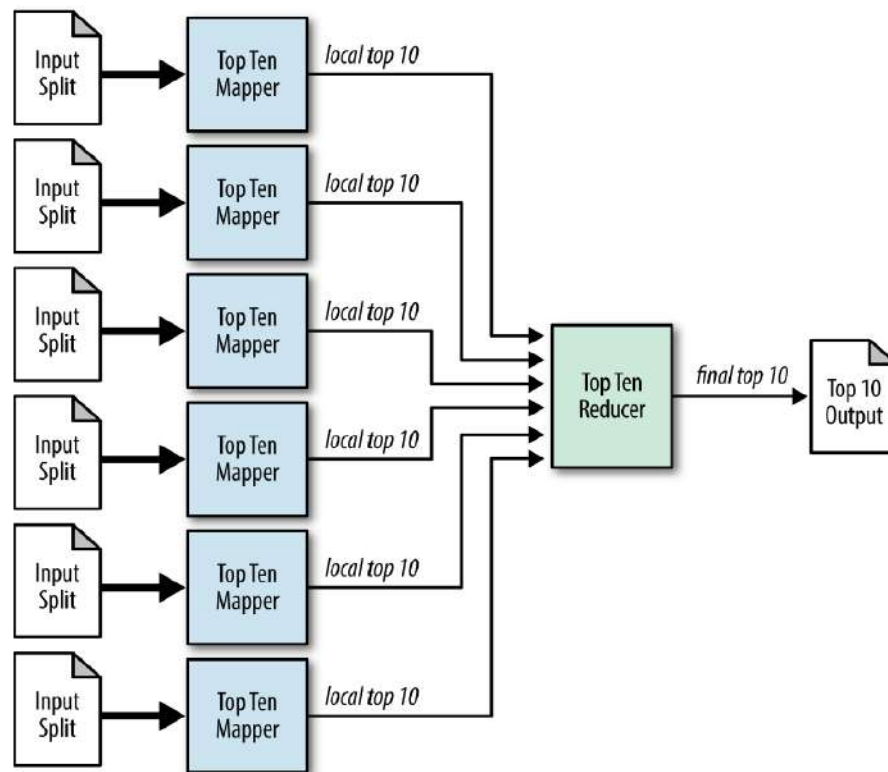 Input
Split
Top Ten
Mapper
local top 10
Input
Split
Top Ten
Mapper
local top 10
Input
Split
Top Ten
Mapper
local top 10
Input
Split
Top Ten
Mapper
local top 10
Input
Split
Top Ten
Mapper
local top 10
Input
Split
Top Ten
Mapper
local top 10
Top Ten
Reducer
final top 10
Top 10
Output